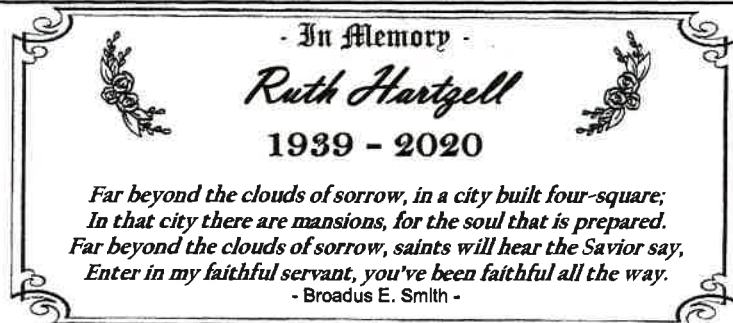 - In Memory -
Ruth Hartzell
1939 - 2020
Far beyond the clouds of sorrow, in a city built four-square;
In that city there are mansions, for the soul that is prepared.
Far beyond the clouds of sorrow, saints will hear the Savior say,
Enter in my faithful servant, you've been faithful all the way.
- Broadus E. Smith -